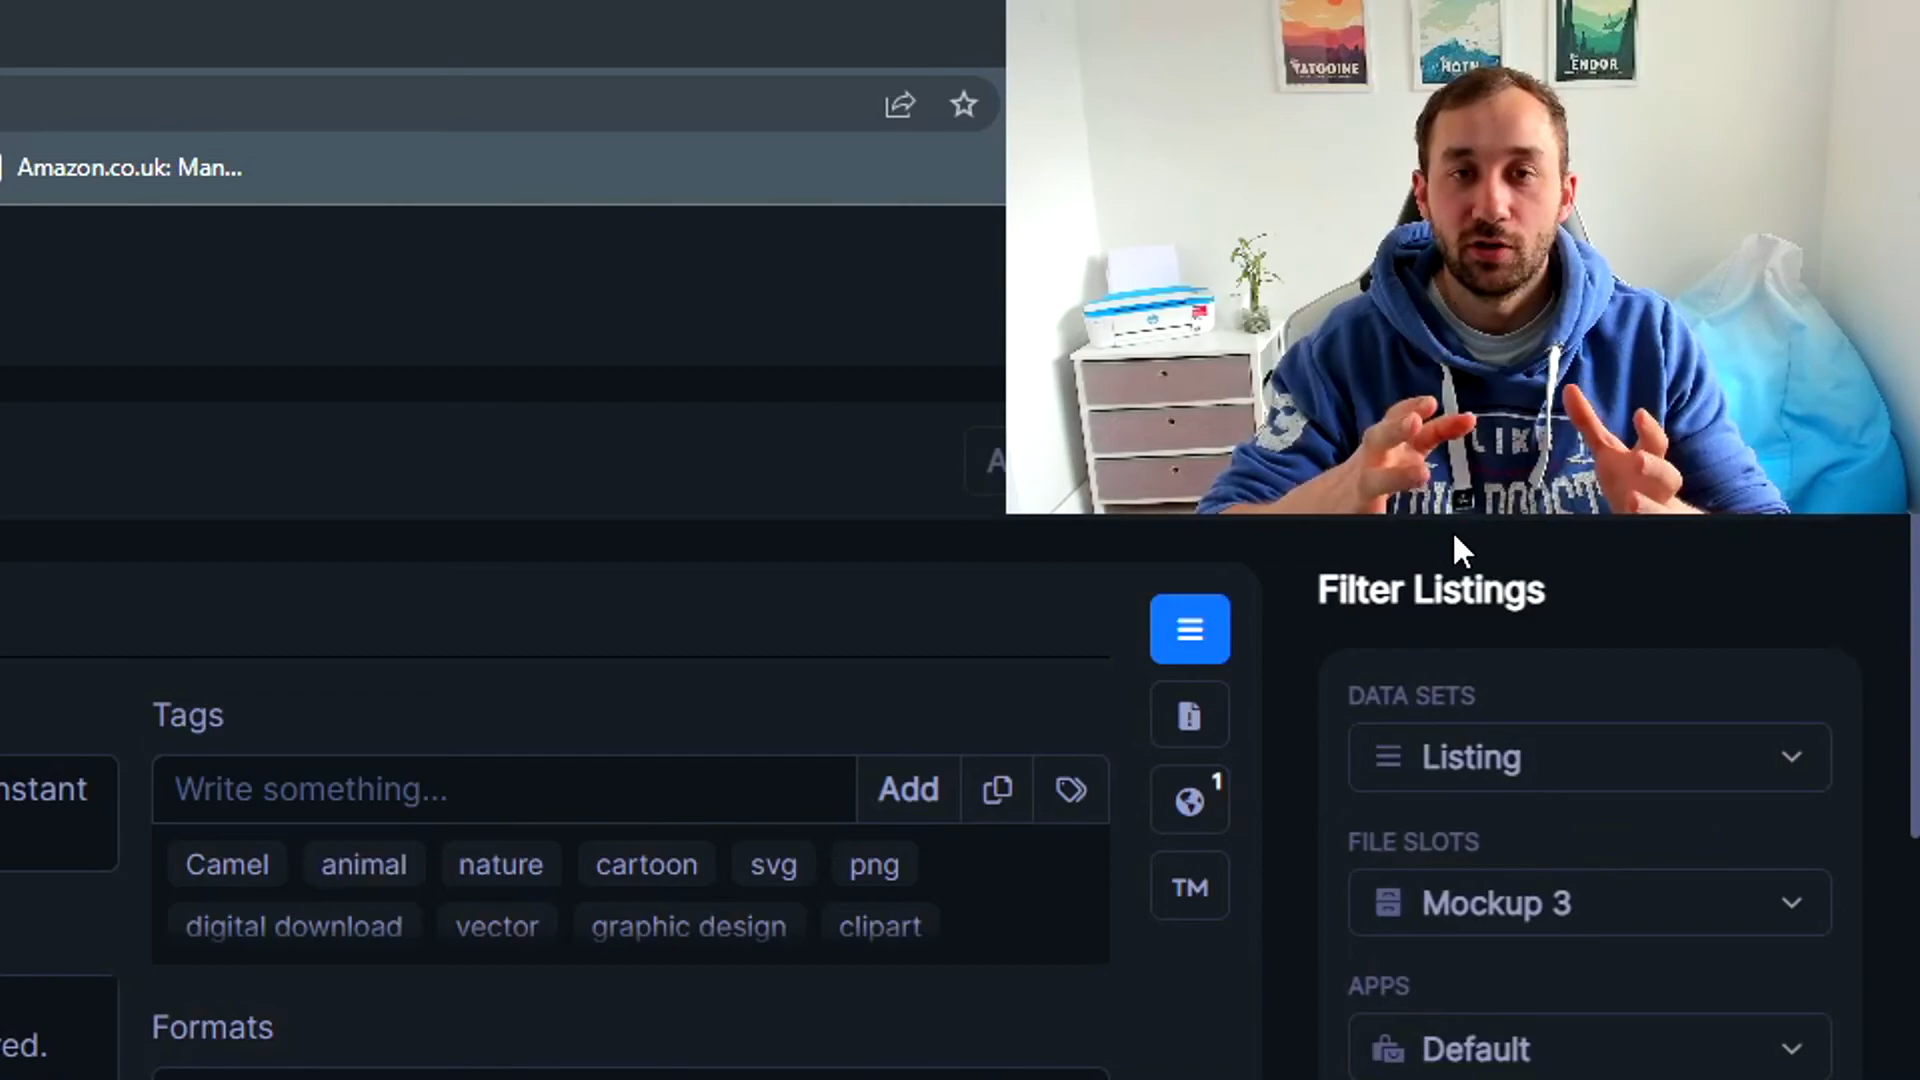 TATOOINE
HOTH
ENDOR
Amazon.co.uk: Man...
LIKE
Filter Listings
DATA SETS
Listing
Tags
nstant
Write something...
Add
1
Camel
animal
nature
cartoon
svg
png
FILE SLOTS
TM
Mockup 3
digital download
vector
graphic design
clipart
APPS
Formats
red.
Default